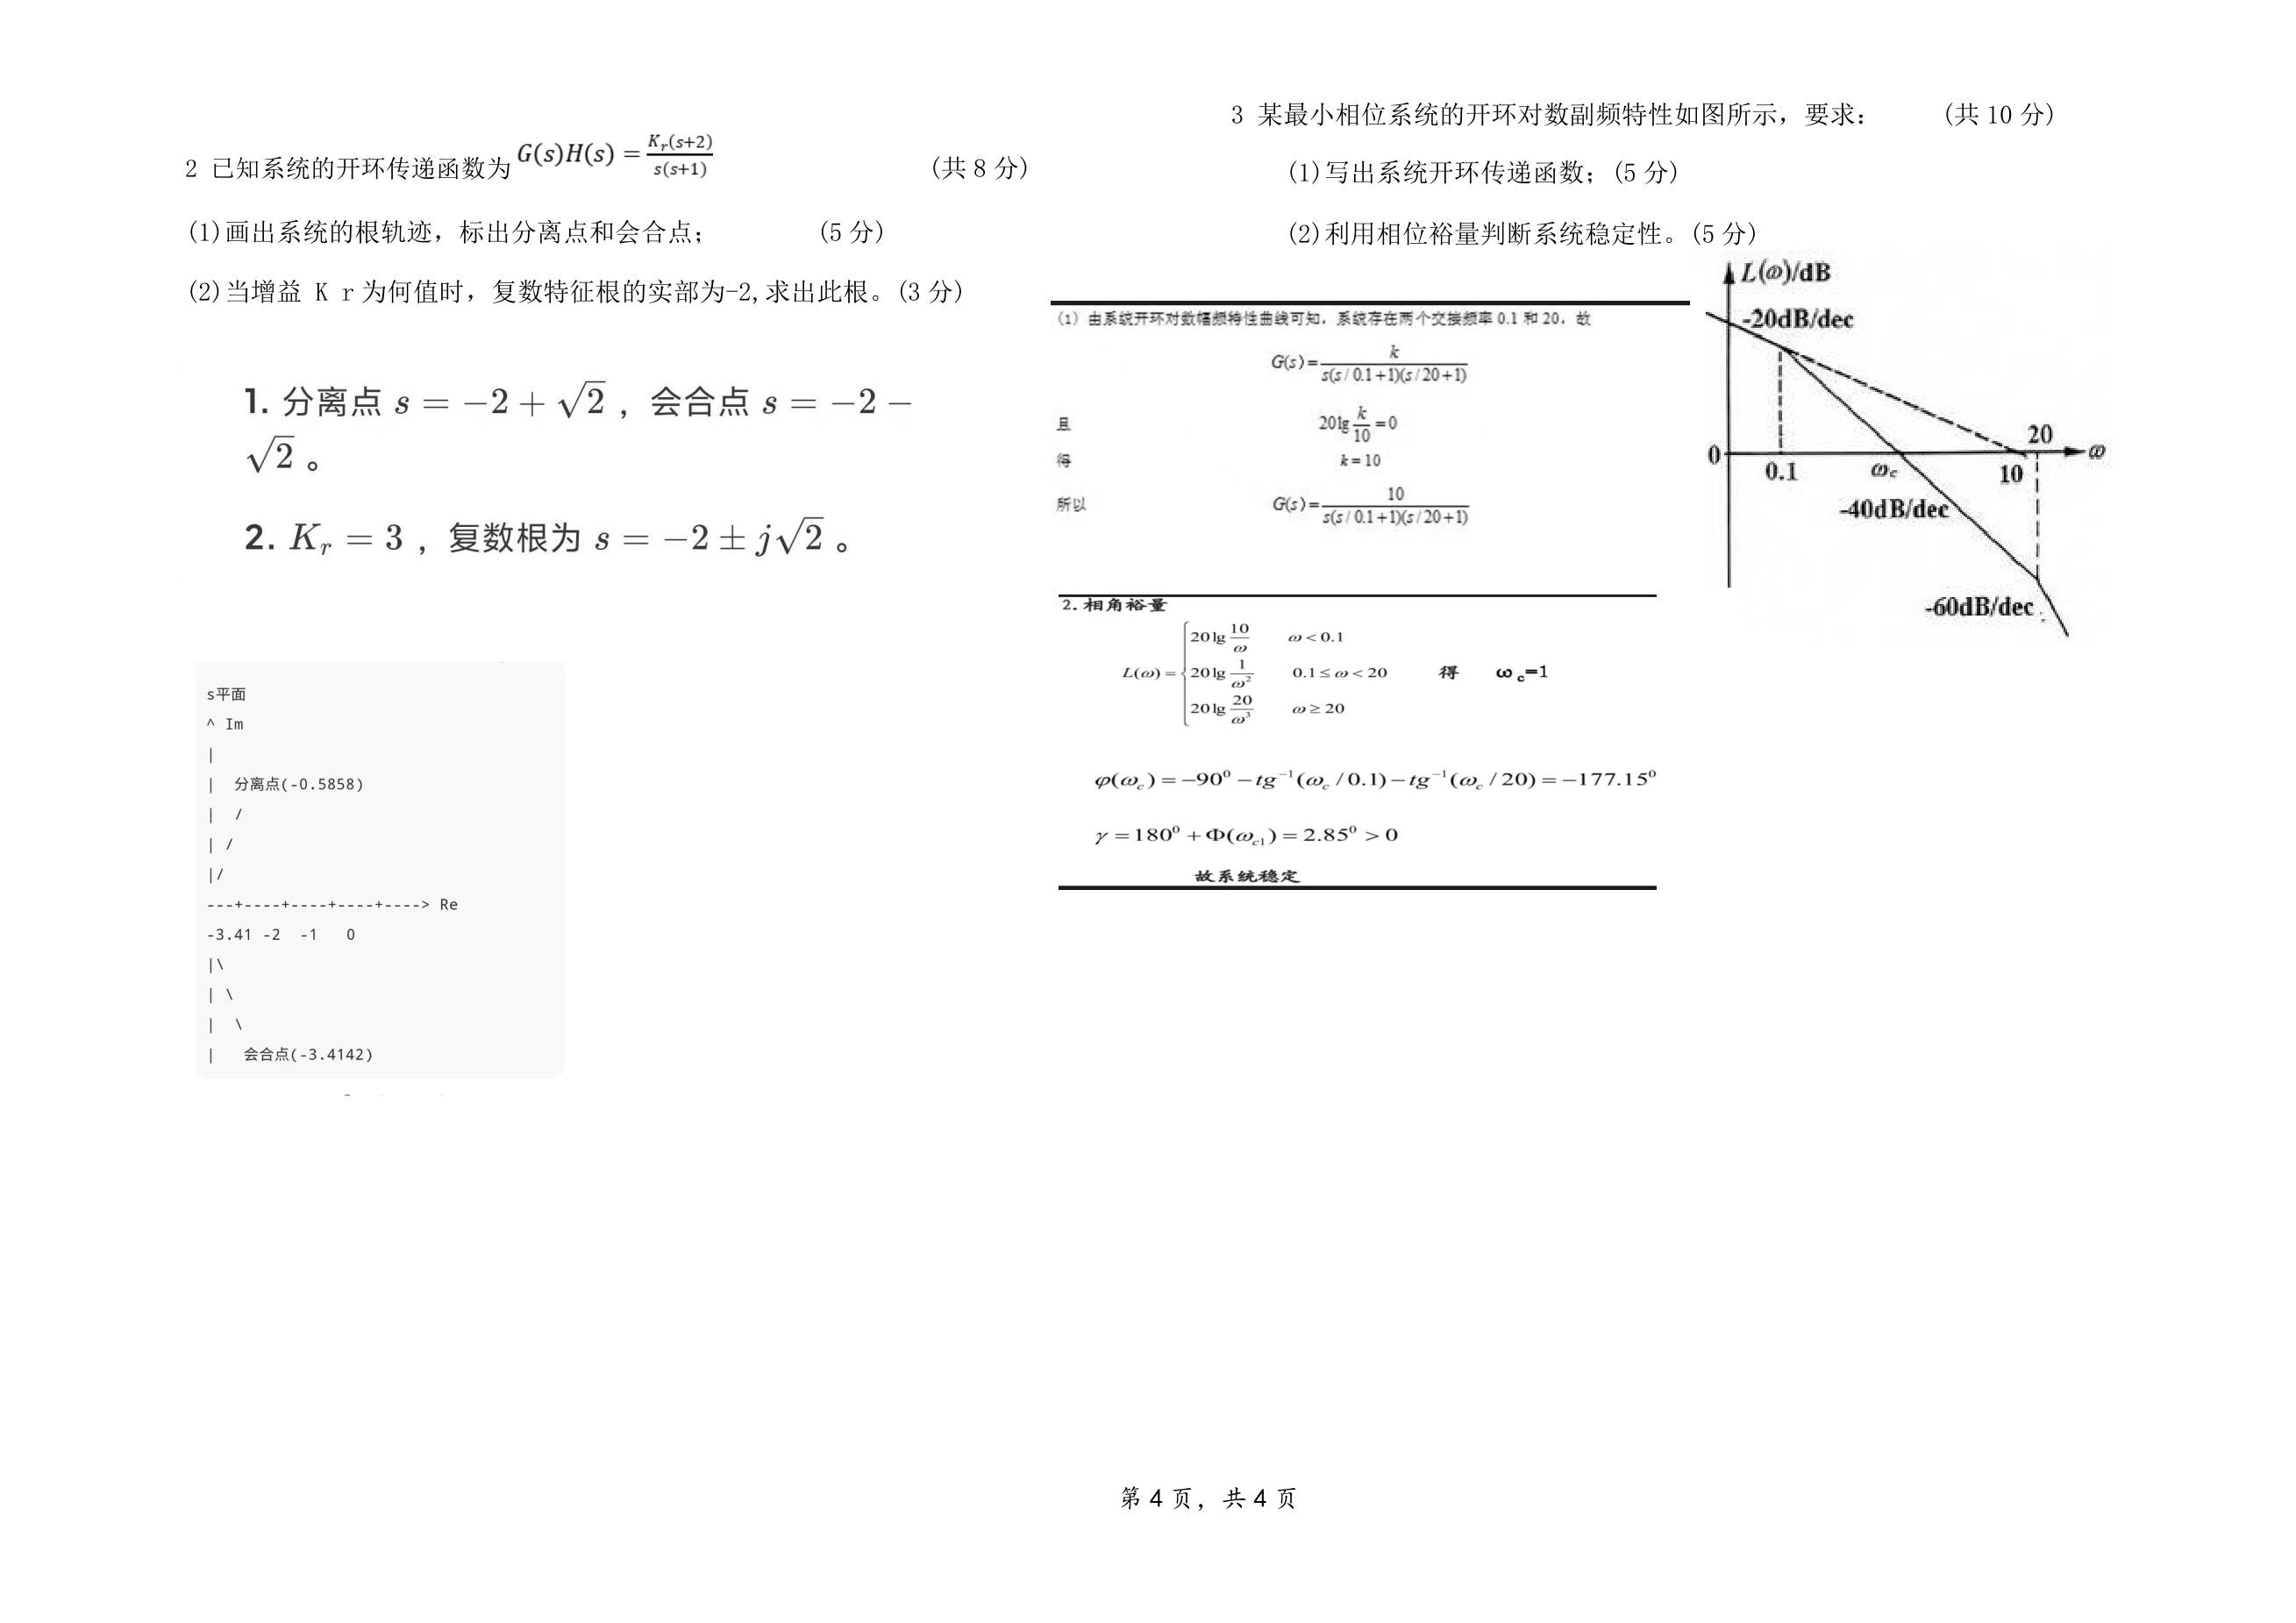 2 已知系统的开环传递函数为 G(s)H(s) = K_r(s+2) / s(s+1) (共 8 分)
(1)画出系统的根轨迹，标出分离点和会合点； (5 分)
(2)当增益 K r 为何值时，复数特征根的实部为-2,求出此根。(3 分)
1. 分离点 s = −2 + √2 ，会合点 s = −2 −
√2 。
2. K_r = 3 ，复数根为 s = −2 ± j√2 。
s平面
^ Im
|
| 分离点(-0.5858)
| /
| /
|/
---+----+----+----+----> Re
-3.41 -2 -1 0
|\
| \
| \
| 会合点(-3.4142)
3 某最小相位系统的开环对数副频特性如图所示，要求： (共 10 分)
(1)写出系统开环传递函数；(5 分)
(2)利用相位裕量判断系统稳定性。(5 分)
（1）由系统开环对数幅频特性曲线可知，系统存在两个交接频率 0.1 和 20，故
G(s) = k / s(s/0.1+1)(s/20+1)
且 20lg k/10 = 0
得 k = 10
所以 G(s) = 10 / s(s/0.1+1)(s/20+1)
L(ω)/dB
-20dB/dec
20
0
ω
0.1
ω_c
10
-40dB/dec
-60dB/dec
2.相角裕量
20lg 10/ω ω < 0.1
L(ω) = { 20lg 1/ω² 0.1 ≤ ω < 20 得 ω_c=1
20lg 20/ω³ ω ≥ 20
φ(ω_c) = −90⁰ − tg⁻¹(ω_c / 0.1) − tg⁻¹(ω_c / 20) = −177.15⁰
γ = 180⁰ + Φ(ω_c1) = 2.85⁰ > 0
故系统稳定
第 4 页，共 4 页